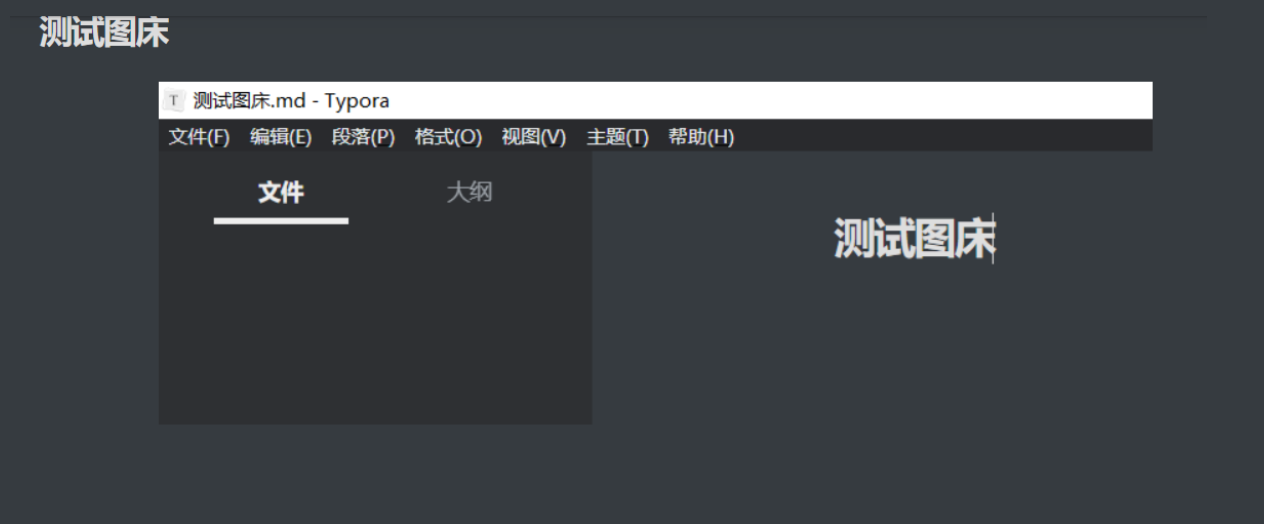 测试图床
T 测试图床.md - Typora
文件(F) 编辑(E) 段落(P) 格式(O) 视图(V) 主题(T) 帮助(H)
文件 大纲
测试图床